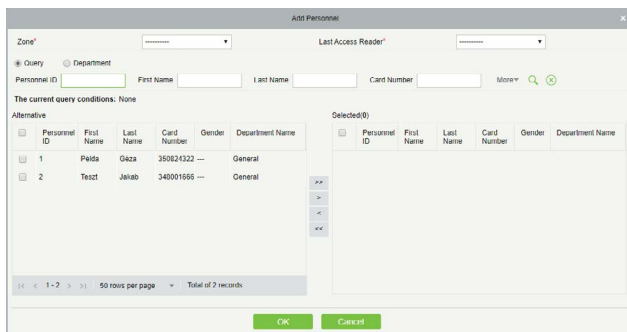 Add Personnel
Zone* ---------- Last Access Reader* ----------
Query Department
Personnel ID First Name Last Name Card Number More
The current query conditions: None
Alternative Selected(0)
Personnel ID First Name Last Name Card Number Gender Department Name Personnel ID First Name Last Name Card Number Gender Department Name
1 Példa Géza 350824322 --- General
2 Teszt Jakab 348001666 --- General
>>
>
<
<<
|< < 1 - 2 > >| 50 rows per page Total of 2 records
OK Cancel